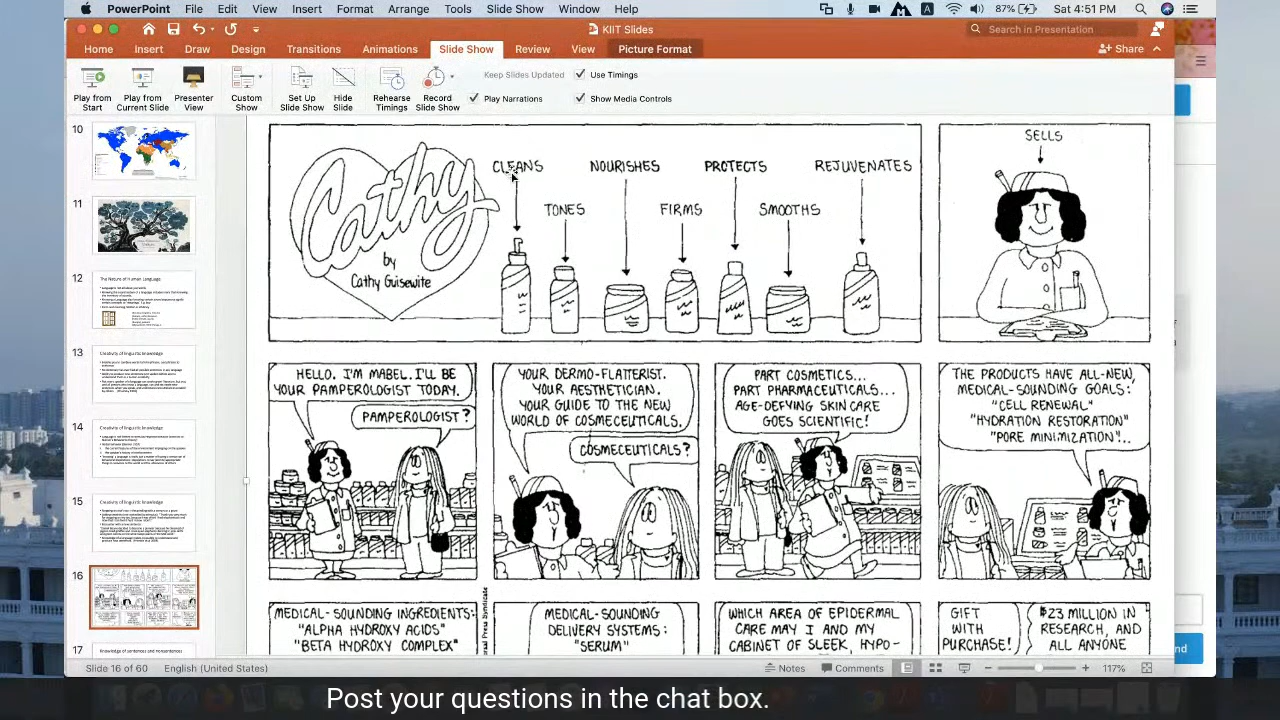 PowerPoint File Edit View Insert Format Arrange Tools Slide Show Window Help
87% Sat 4:51 PM
KIIT Slides
Search in Presentation
Home Insert Draw Design Transitions Animations Slide Show Review View Picture Format
Share
Play from Start
Play from Current Slide
Presenter View
Custom Show
Set Up Slide Show
Hide Slide
Rehearse Timings
Record Slide Show
Keep Slides Updated
Use Timings
Play Narrations
Show Media Controls
10
11
12
The Nature of Human Language
13
Creativity of linguistic knowledge
14
Creativity of linguistic knowledge
15
Creativity of linguistic knowledge
16
17
Knowledge of sentences and nonsentences
Cathy
by
Cathy Guisewite
CLEANS
TONES
NOURISHES
FIRMS
PROTECTS
SMOOTHS
REJUVENATES
SELLS
HELLO. I'M MABEL. I'LL BE
YOUR PAMPEROLOGIST TODAY.
PAMPEROLOGIST?
YOUR DERMO-FLATTERIST.
YOUR AESTHETICIAN.
YOUR GUIDE TO THE NEW
WORLD OF COSMECEUTICALS.
COSMECEUTICALS?
PART COSMETICS...
PART PHARMACEUTICALS...
AGE-DEFYING SKIN CARE
GOES SCIENTIFIC!
THE PRODUCTS HAVE ALL-NEW,
MEDICAL-SOUNDING GOALS:
"CELL RENEWAL"
"HYDRATION RESTORATION"
"PORE MINIMIZATION"...
MEDICAL-SOUNDING INGREDIENTS:
"ALPHA HYDROXY ACIDS"
"BETA HYDROXY COMPLEX"
Press Syndicate
MEDICAL-SOUNDING
DELIVERY SYSTEMS:
"SERUM"
WHICH AREA OF EPIDERMAL
CARE MAY I AND MY
CABINET OF SLEEK, HYPO-
GIFT
WITH
PURCHASE!
$23 MILLION IN
RESEARCH, AND
ALL ANYONE
Slide 16 of 60
English (United States)
Notes
Comments
117%
Post your questions in the chat box.